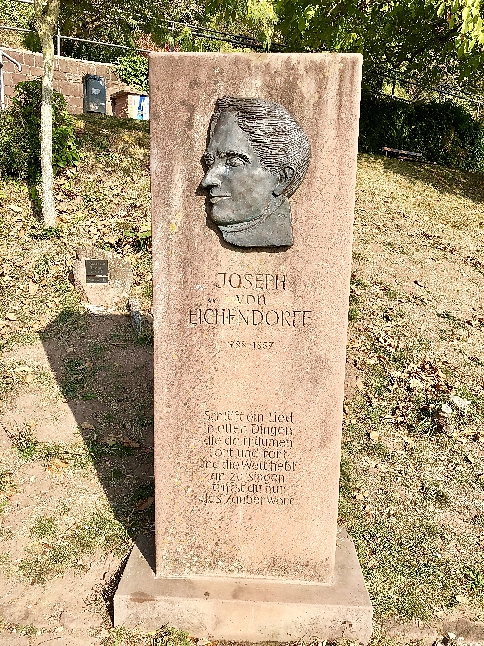 JOSEPH
von
EICHENDORFF
1788-1857
Schläft ein Lied
in allen Dingen
die da träumen
fort und fort
und die Welt hebt
an zu singen
triffst du nur
das Zauberwort